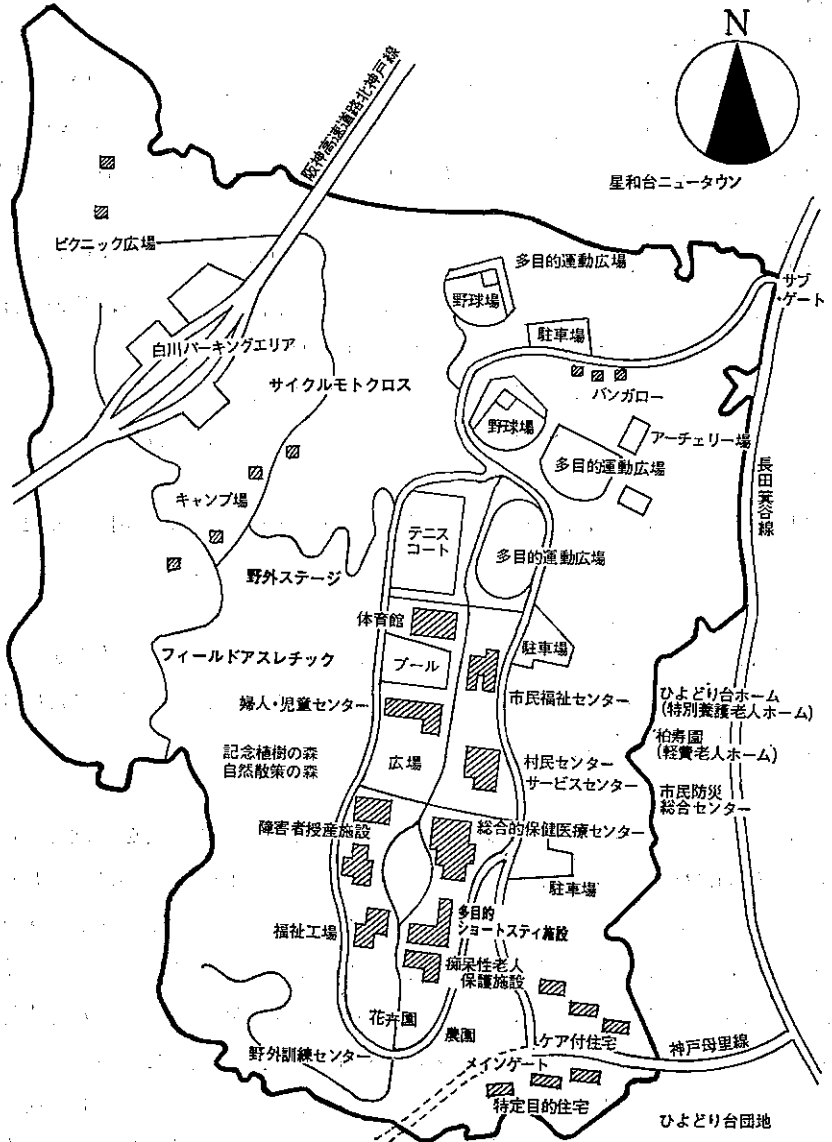 N
阪神高速道路北神戸線
星和台ニュータウン
ピクニック広場
多目的運動広場
サブ
・ゲート
野球場
駐車場
白川パーキングエリア
サイクルモトクロス
バンガロー
野球場
アーチェリー場
多目的運動広場
長田箕谷線
キャンプ場
テニス
コート
多目的運動広場
野外ステージ
体育館
駐車場
フィールドアスレチック
プール
婦人・児童センター
市民福祉センター
ひよどり台ホーム
(特別養護老人ホーム)
記念植樹の森
自然散策の森
広場
村民センター
サービスセンター
柏寿園
(軽費老人ホーム)
市民防災
総合センター
障害者授産施設
総合的保健医療センター
駐車場
福祉工場
多目的
ショートスティ施設
痴呆性老人
保護施設
花卉園
農園
野外訓練センター
ケア付住宅
神戸母里線
メインゲート
特定目的住宅
ひよどり台団地